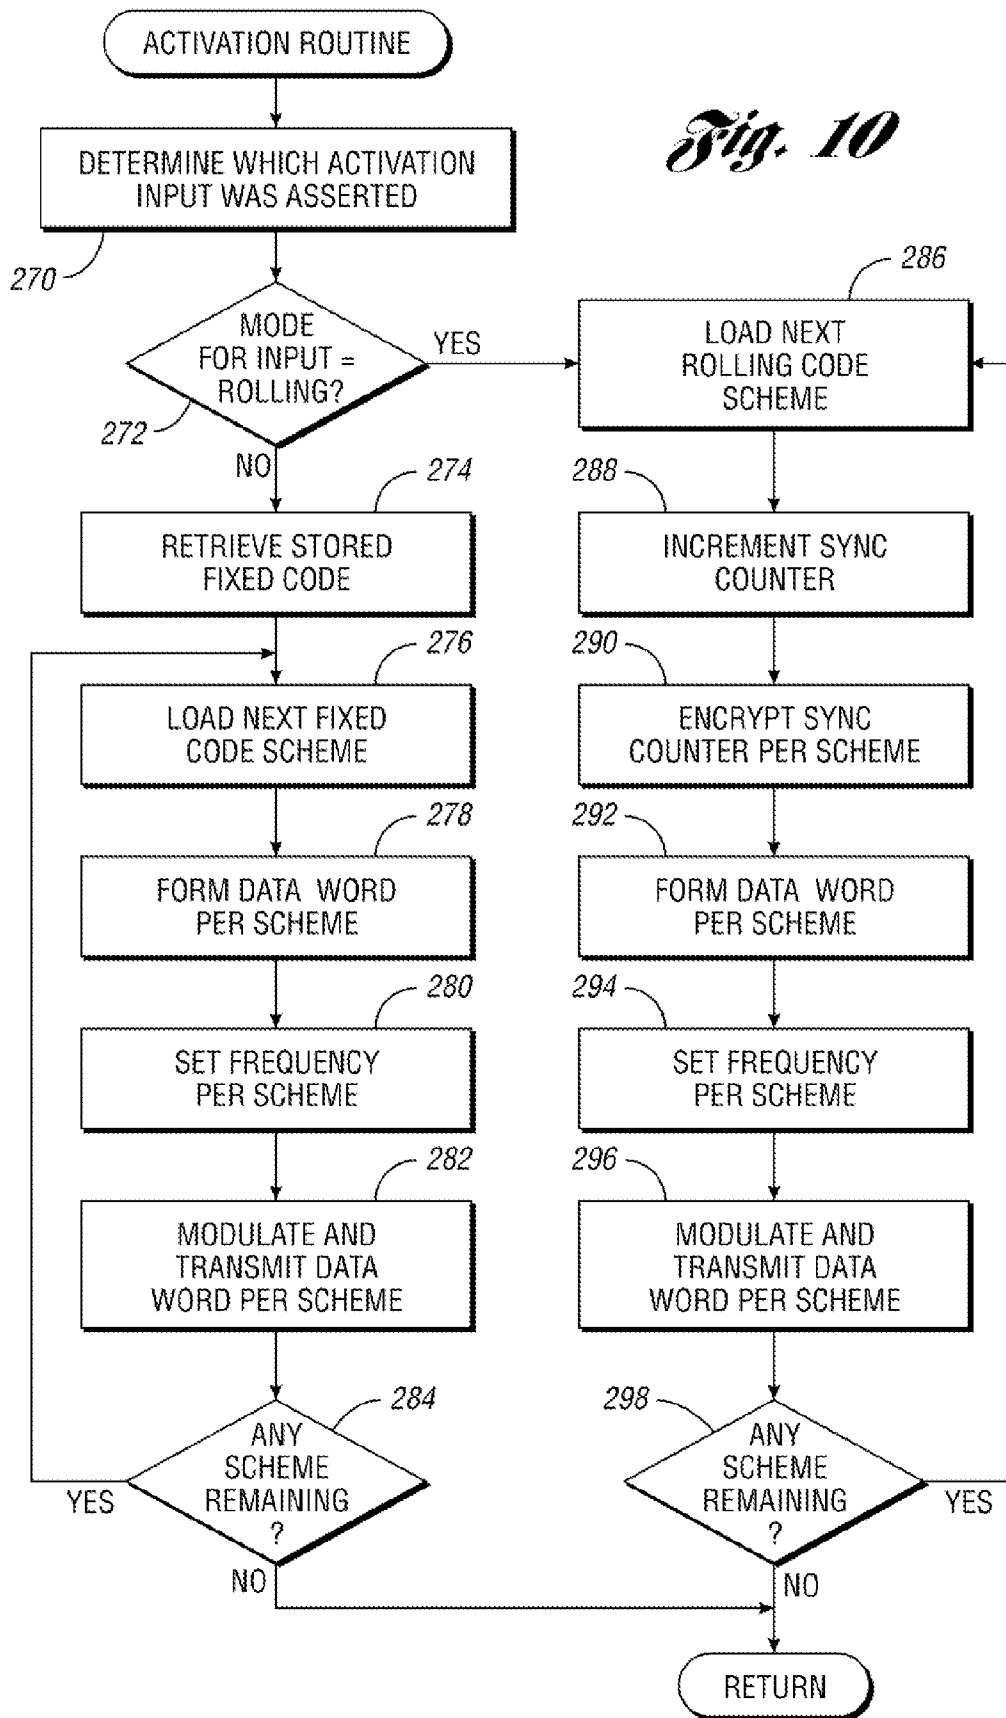 ACTIVATION ROUTINE
Fig. 10
DETERMINE WHICH ACTIVATION
INPUT WAS ASSERTED
270
MODE
FOR INPUT =
ROLLING?
272
YES
NO
274
RETRIEVE STORED
FIXED CODE
276
LOAD NEXT FIXED
CODE SCHEME
278
FORM DATA WORD
PER SCHEME
280
SET FREQUENCY
PER SCHEME
282
MODULATE AND
TRANSMIT DATA
WORD PER SCHEME
284
ANY
SCHEME
REMAINING
?
YES
NO
286
LOAD NEXT
ROLLING CODE
SCHEME
288
INCREMENT SYNC
COUNTER
290
ENCRYPT SYNC
COUNTER PER SCHEME
292
FORM DATA WORD
PER SCHEME
294
SET FREQUENCY
PER SCHEME
296
MODULATE AND
TRANSMIT DATA
WORD PER SCHEME
298
ANY
SCHEME
REMAINING
?
YES
NO
RETURN